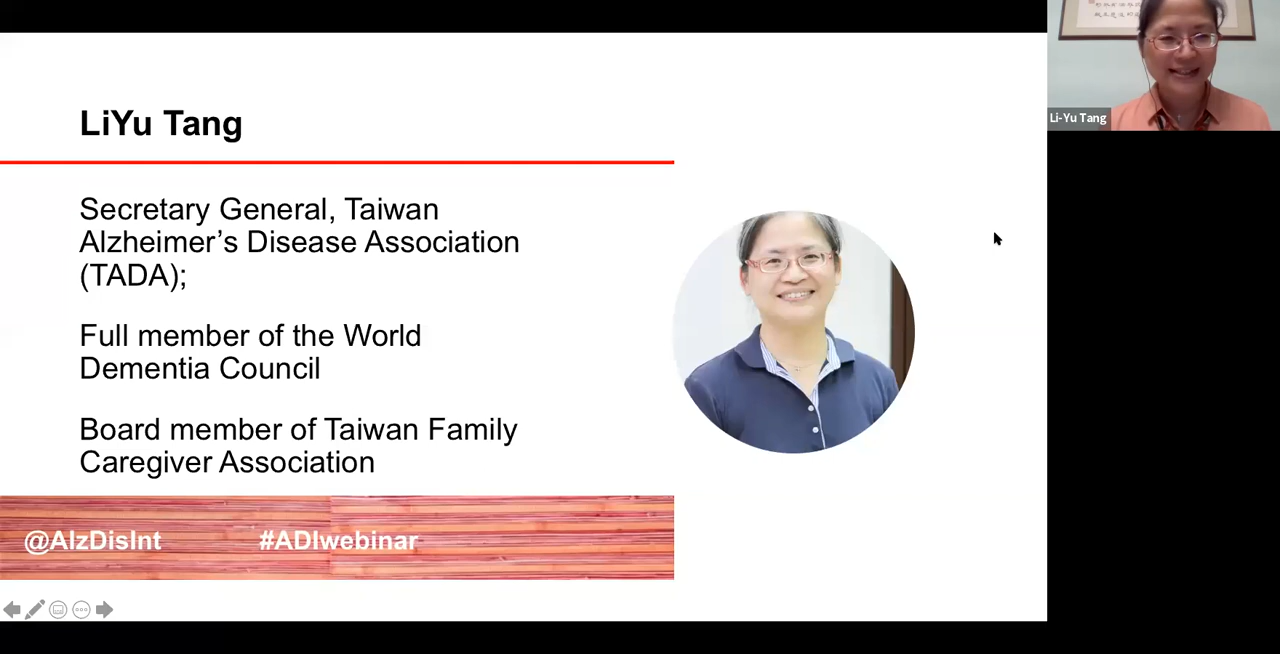 LiYu Tang
Secretary General, Taiwan
Alzheimer’s Disease Association
(TADA);
Full member of the World
Dementia Council
Board member of Taiwan Family
Caregiver Association
@AlzDisInt #ADIwebinar
Li-Yu Tang